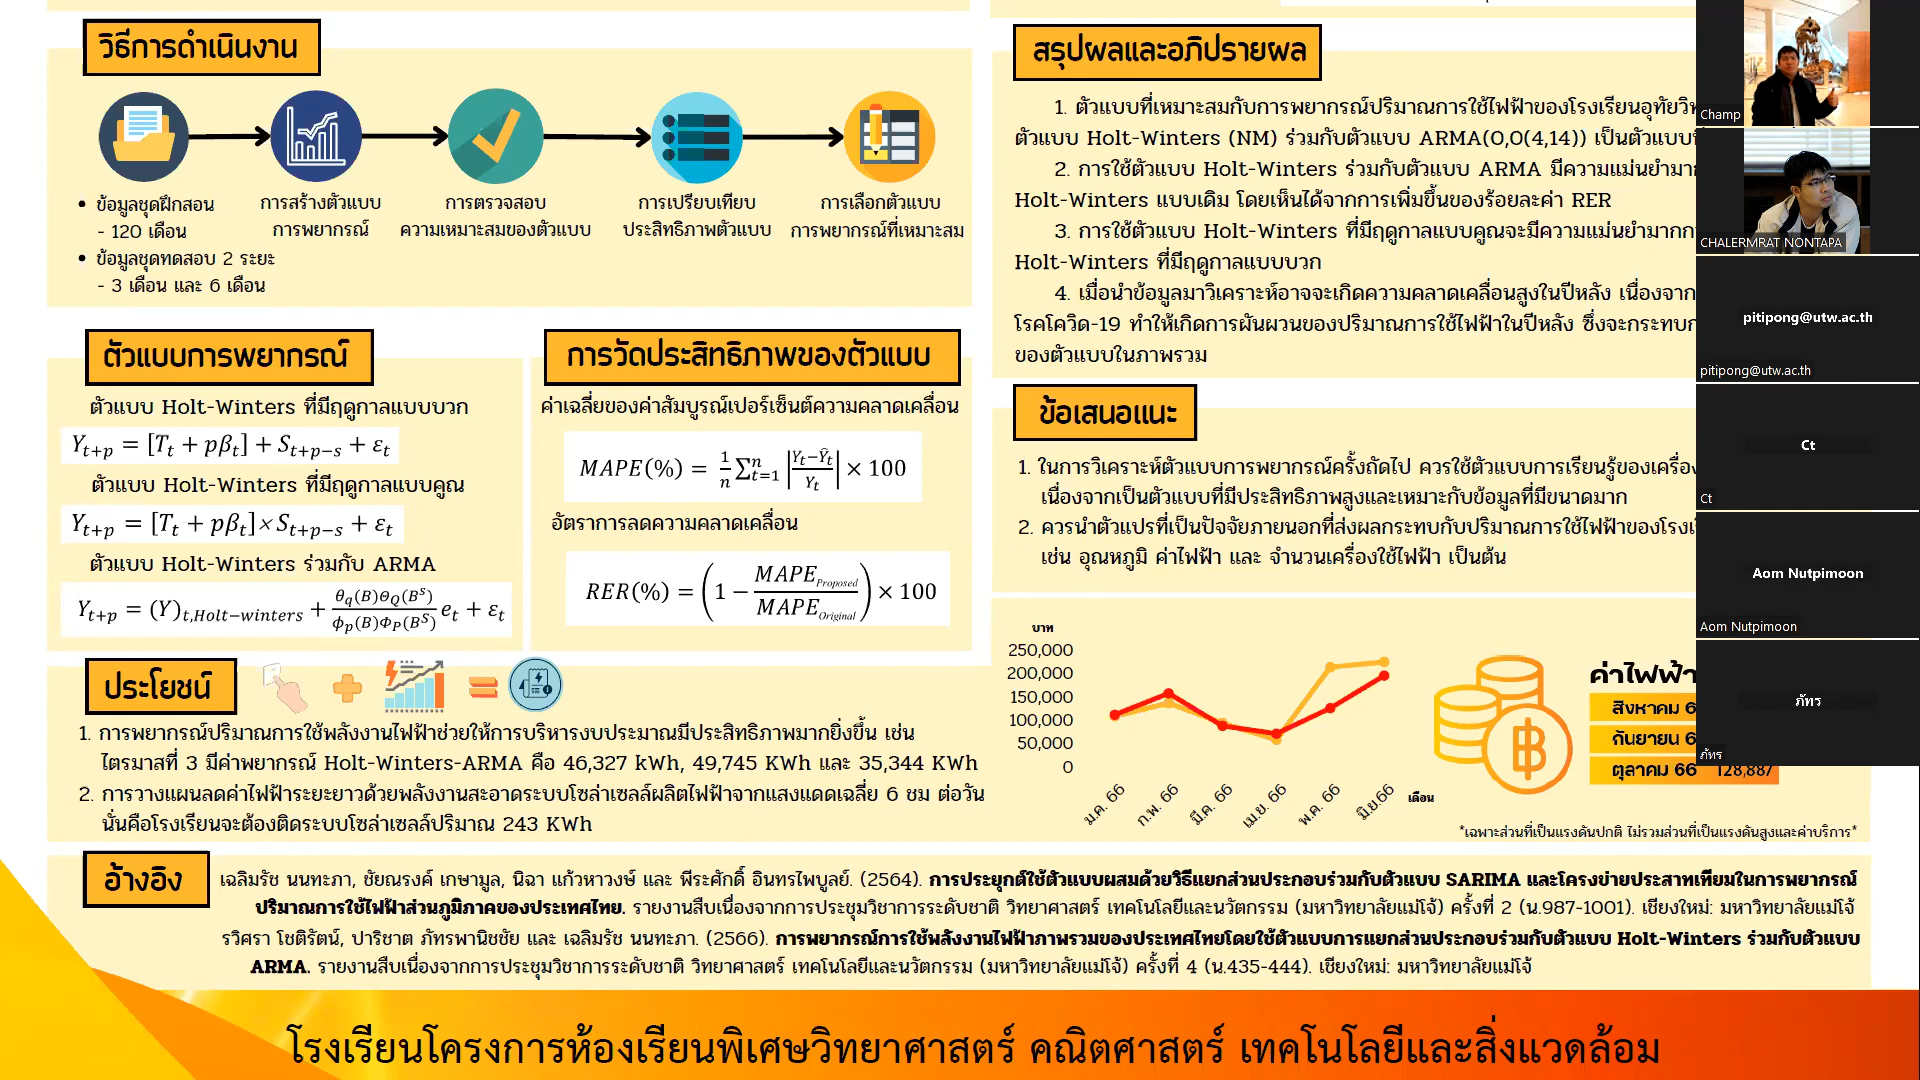 วิธีการดำเนินงาน
ข้อมูลชุดฝึกสอน
- 120 เดือน
ข้อมูลชุดทดสอบ 2 ระยะ
- 3 เดือน และ 6 เดือน
การสร้างตัวแบบ
การพยากรณ์
การตรวจสอบ
ความเหมาะสมของตัวแบบ
การเปรียบเทียบ
ประสิทธิภาพตัวแบบ
การเลือกตัวแบบ
การพยากรณ์ที่เหมาะสม
ตัวแบบการพยากรณ์
ตัวแบบ Holt-Winters ที่มีฤดูกาลแบบบวก
Y_{t+p} = [T_t + pβ_t] + S_{t+p-s} + ε_t
ตัวแบบ Holt-Winters ที่มีฤดูกาลแบบคูณ
Y_{t+p} = [T_t + pβ_t]×S_{t+p-s} + ε_t
ตัวแบบ Holt-Winters ร่วมกับ ARMA
Y_{t+p} = (Y)_{t,Holt-winters} + \frac{θ_q(B)Θ_Q(B^s)}{ϕ_p(B)Φ_P(B^S)} e_t + ε_t
การวัดประสิทธิภาพของตัวแบบ
ค่าเฉลี่ยของค่าสัมบูรณ์เปอร์เซ็นต์ความคลาดเคลื่อน
MAPE(%) = \frac{1}{n} ∑_{t=1}^{n} |\frac{Y_t-Ŷ_t}{Y_t}| × 100
อัตราการลดความคลาดเคลื่อน
RER(%) = (1 - \frac{MAPE_{Proposed}}{MAPE_{Original}}) × 100
ประโยชน์
1. การพยากรณ์ปริมาณการใช้พลังงานไฟฟ้าช่วยให้การบริหารงบประมาณมีประสิทธิภาพมากยิ่งขึ้น เช่น
ไตรมาสที่ 3 มีค่าพยากรณ์ Holt-Winters-ARMA คือ 46,327 kWh, 49,745 KWh และ 35,344 KWh
2. การวางแผนลดค่าไฟฟ้าระยะยาวด้วยพลังงานสะอาดระบบโซล่าเซลล์ผลิตไฟฟ้าจากแสงแดดเฉลี่ย 6 ชม ต่อวัน
นั่นคือโรงเรียนจะต้องติดระบบโซล่าเซลล์ปริมาณ 243 KWh
สรุปผลและอภิปรายผล
1. ตัวแบบที่เหมาะสมกับการพยากรณ์ปริมาณการใช้ไฟฟ้าของโรงเรียนอุทัยวิท
ตัวแบบ Holt-Winters (NM) ร่วมกับตัวแบบ ARMA(0,0(4,14)) เป็นตัวแบบ
2. การใช้ตัวแบบ Holt-Winters ร่วมกับตัวแบบ ARMA มีความแม่นยำมาก
Holt-Winters แบบเดิม โดยเห็นได้จากการเพิ่มขึ้นของร้อยละค่า RER
3. การใช้ตัวแบบ Holt-Winters ที่มีฤดูกาลแบบคูณจะมีความแม่นยำมากก
Holt-Winters ที่มีฤดูกาลแบบบวก
4. เมื่อนำข้อมูลมาวิเคราะห์อาจจะเกิดความคลาดเคลื่อนสูงในปีหลัง เนื่องจาก
โรคโควิด-19 ทำให้เกิดการผันผวนของปริมาณการใช้ไฟฟ้าในปีหลัง ซึ่งจะกระทบก
ของตัวแบบในภาพรวม
ข้อเสนอแนะ
1. ในการวิเคราะห์ตัวแบบการพยากรณ์ครั้งถัดไป ควรใช้ตัวแบบการเรียนรู้ของเครื่อง
เนื่องจากเป็นตัวแบบที่มีประสิทธิภาพสูงและเหมาะกับข้อมูลที่มีขนาดมาก
2. ควรนำตัวแปรที่เป็นปัจจัยภายนอกที่ส่งผลกระทบกับปริมาณการใช้ไฟฟ้าของโรงเ
เช่น อุณหภูมิ ค่าไฟฟ้า และ จำนวนเครื่องใช้ไฟฟ้า เป็นต้น
บาท
250,000
200,000
150,000
100,000
50,000
0
ม.ค. 66
ก.พ. 66
มี.ค. 66
เม.ย. 66
พ.ค. 66
มิ.ย.66
เดือน
ค่าไฟฟ้า
สิงหาคม 6
กันยายน 6
ตุลาคม 66 128,887
*เฉพาะส่วนที่เป็นแรงดันปกติ ไม่รวมส่วนที่เป็นแรงดันสูงและค่าบริการ*
อ้างอิง
เฉลิมรัช นนทะภา, ชัยณรงค์ เกษามูล, นิฉา แก้วหาวงษ์ และ พีระศักดิ์ อินทรไพบูลย์. (2564). การประยุกต์ใช้ตัวแบบผสมด้วยวิธีแยกส่วนประกอบร่วมกับตัวแบบ SARIMA และโครงข่ายประสาทเทียมในการพยากรณ์
ปริมาณการใช้ไฟฟ้าส่วนภูมิภาคของประเทศไทย. รายงานสืบเนื่องจากการประชุมวิชาการระดับชาติ วิทยาศาสตร์ เทคโนโลยีและนวัตกรรม (มหาวิทยาลัยแม่โจ้) ครั้งที่ 2 (น.987-1001). เชียงใหม่: มหาวิทยาลัยแม่โจ้
รวิศรา โชติรัตน์, ปาริชาต ภัทรพานิชชัย และ เฉลิมรัช นนทะภา. (2566). การพยากรณ์การใช้พลังงานไฟฟ้าภาพรวมของประเทศไทยโดยใช้ตัวแบบการแยกส่วนประกอบร่วมกับตัวแบบ Holt-Winters ร่วมกับตัวแบบ
ARMA. รายงานสืบเนื่องจากการประชุมวิชาการระดับชาติ วิทยาศาสตร์ เทคโนโลยีและนวัตกรรม (มหาวิทยาลัยแม่โจ้) ครั้งที่ 4 (น.435-444). เชียงใหม่: มหาวิทยาลัยแม่โจ้
โรงเรียนโครงการห้องเรียนพิเศษวิทยาศาสตร์ คณิตศาสตร์ เทคโนโลยีและสิ่งแวดล้อม
Champ
CHALERMRAT NONTAPA
pitipong@utw.ac.th
pitipong@utw.ac.th
Ct
Ct
Aom Nutpimoon
Aom Nutpimoon
ภัทร
ภัทร